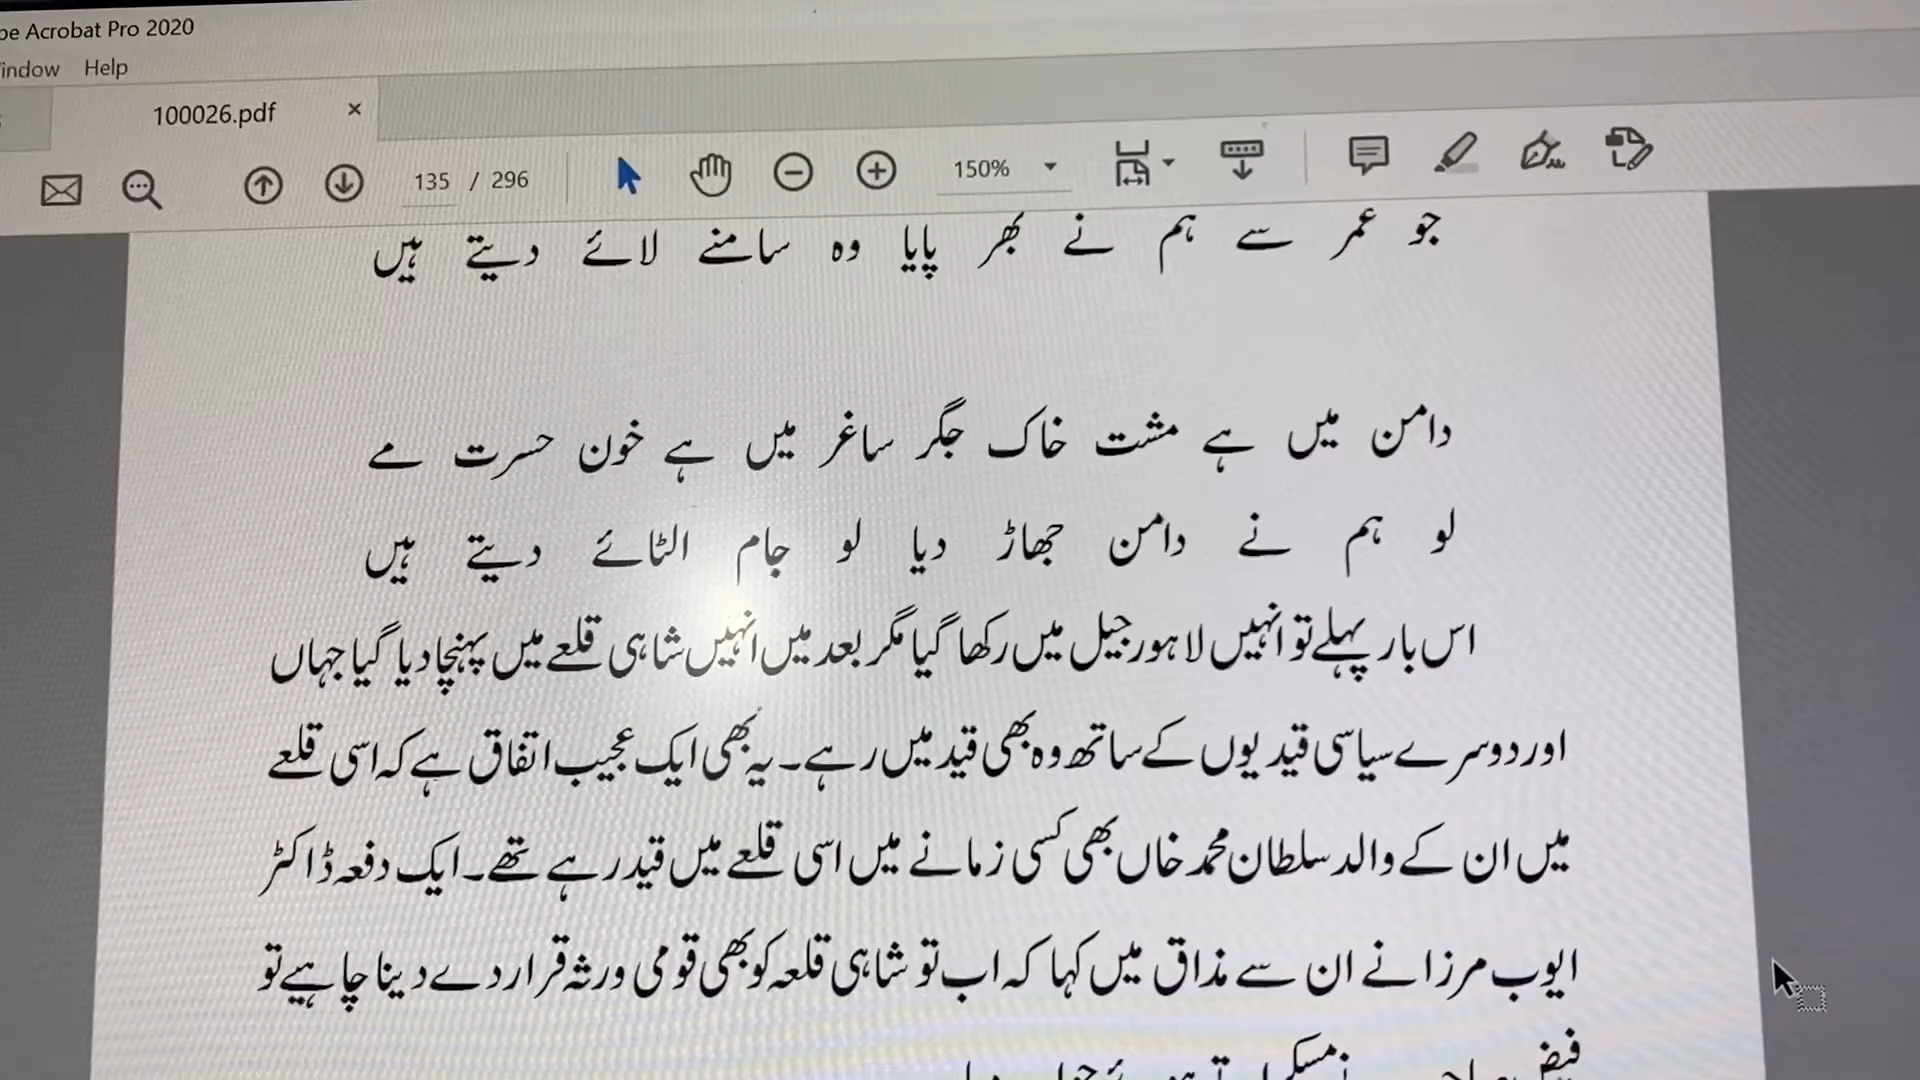 be Acrobat Pro 2020
indow Help
100026.pdf
135 / 296
150%
جو عمر سے ہم نے بھر پایا وہ سامنے لائے دیتے ہیں
دامن میں ہے مشت خاک جگر ساغر میں ہے خون حسرت مے
لو ہم نے دامن جھاڑ دیا لو جام الٹائے دیتے ہیں
اس بار پہلے تو انہیں لاہور جیل میں رکھا گیا مگر بعد میں انہیں شاہی قلعے میں پہنچا دیا گیا جہاں
اور دوسرے سیاسی قیدیوں کے ساتھ وہ بھی قید میں رہے۔ یہ بھی ایک عجیب اتفاق ہے کہ اسی قلعے
میں ان کے والد سلطان محمد خاں بھی کسی زمانے میں اسی قلعے میں قید رہے تھے۔ ایک دفعہ ڈاکٹر
ایوب مرزا نے ان سے مذاق میں کہا کہ اب تو شاہی قلعہ کو بھی قومی ورثہ قرار دے دینا چاہیے تو
فیض